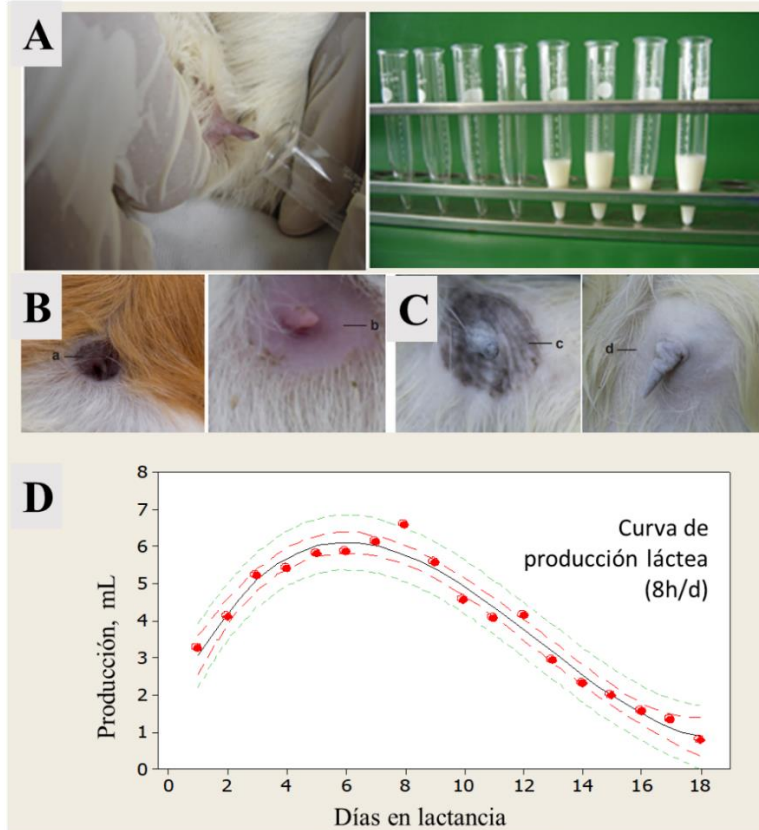 A
B
a
b
C
c
d
D
8
7
6
5
4
3
2
1
0
Producción, mL
Curva de
producción láctea
(8h/d)
0 2 4 6 8 10 12 14 16 18
Días en lactancia